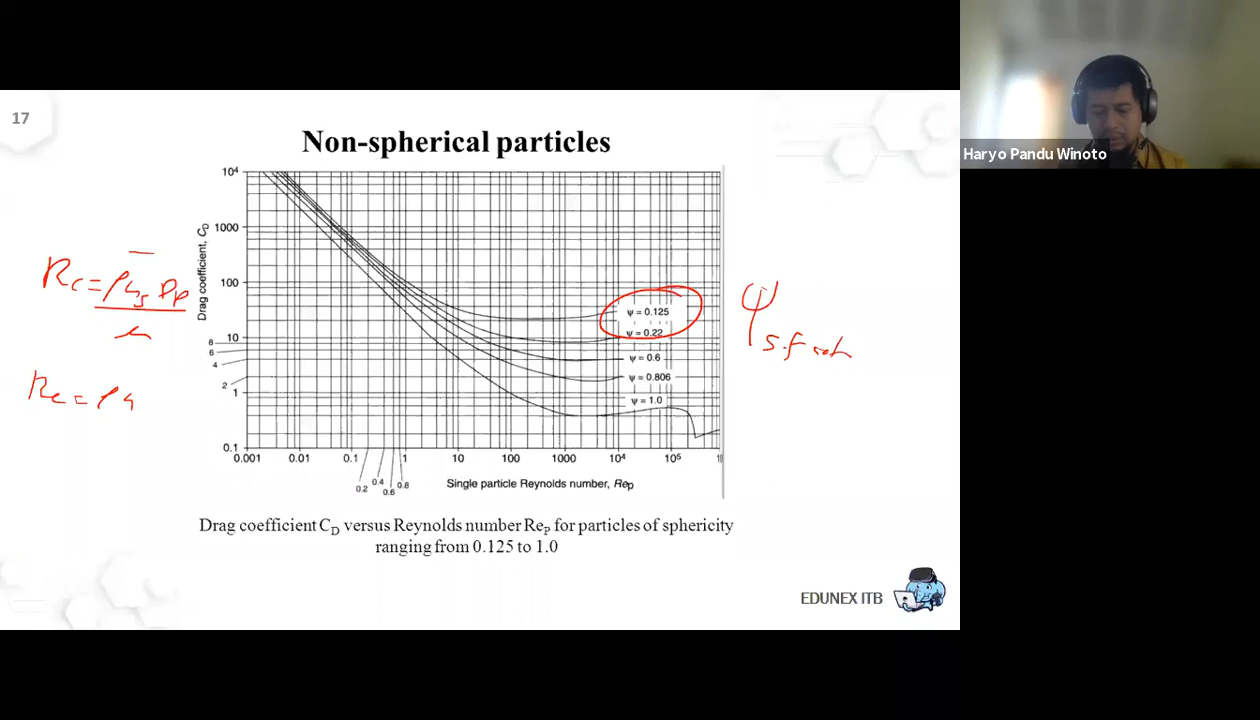 17
Non-spherical particles
Haryo Pandu Winoto
Drag coefficient, C_D
10⁴
1000
100
10
8
6
4
2
1
0.1
ψ = 0.125
ψ = 0.22
ψ = 0.6
ψ = 0.806
ψ = 1.0
0.001 0.01 0.1 1 10 100 1000 10⁴ 10⁵
0.2 0.4 0.6 0.8
Single particle Reynolds number, Re_p
Drag coefficient C_D versus Reynolds number Re_P for particles of sphericity
ranging from 0.125 to 1.0
ψ
EDUNEX ITB